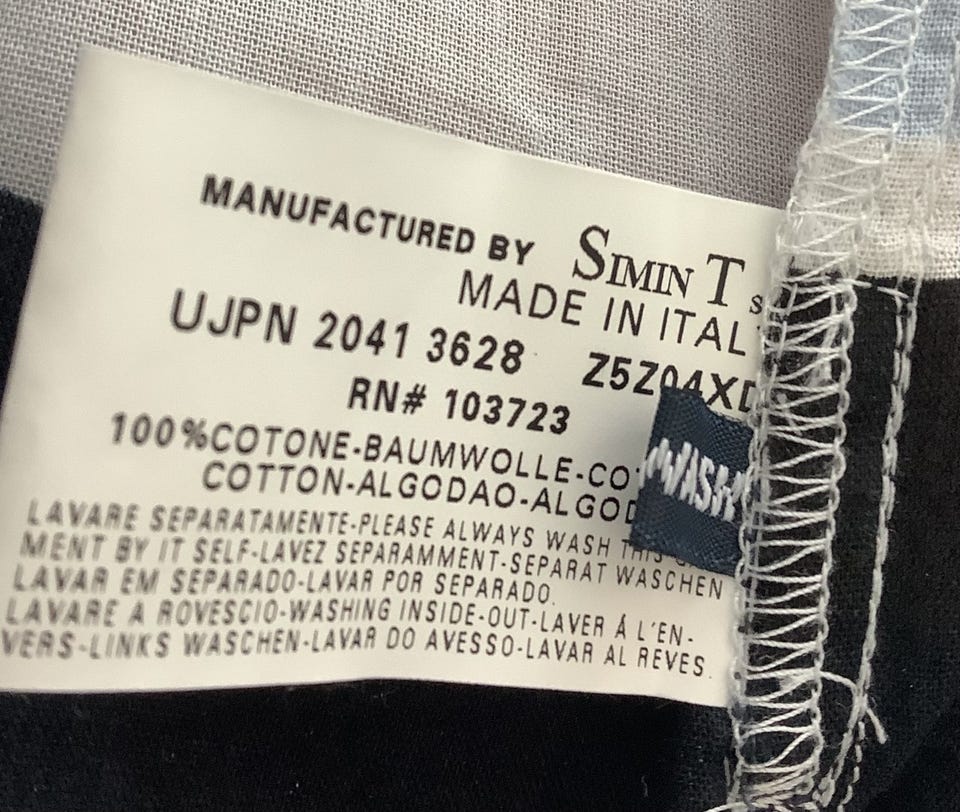 MANUFACTURED BY SIMIN T
MADE IN ITAL
UJPN 2041 3628 Z5Z04X
RN# 103723
100%COTONE-BAUMWOLLE-CO
COTTON-ALGODAO-ALGOD
LAVARE SEPARATAMENTE-PLEASE ALWAYS WASH THIS
MENT BY IT SELF-LAVEZ SEPARAMMENT-SEPARAT WASCHEN
LAVAR EM SEPARADO-LAVAR POR SEPARADO.
LAVARE A ROVESCIO-WASHING INSIDE-OUT-LAVER Á L'EN-
VERS-LINKS WASCHEN-LAVAR DO AVESSO-LAVAR AL REVES.